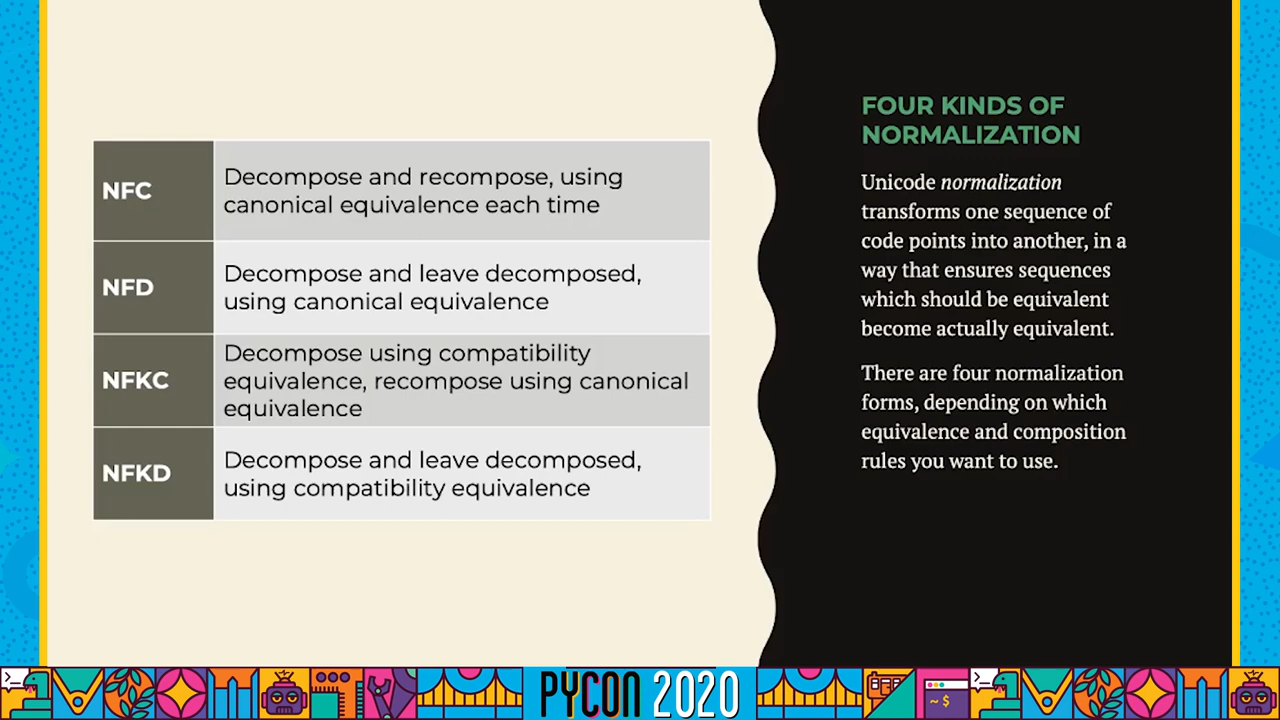 NFC
Decompose and recompose, using
canonical equivalence each time
NFD
Decompose and leave decomposed,
using canonical equivalence
NFKC
Decompose using compatibility
equivalence, recompose using canonical
equivalence
NFKD
Decompose and leave decomposed,
using compatibility equivalence
FOUR KINDS OF
NORMALIZATION
Unicode normalization
transforms one sequence of
code points into another, in a
way that ensures sequences
which should be equivalent
become actually equivalent.
There are four normalization
forms, depending on which
equivalence and composition
rules you want to use.
PYCON 2020
~$